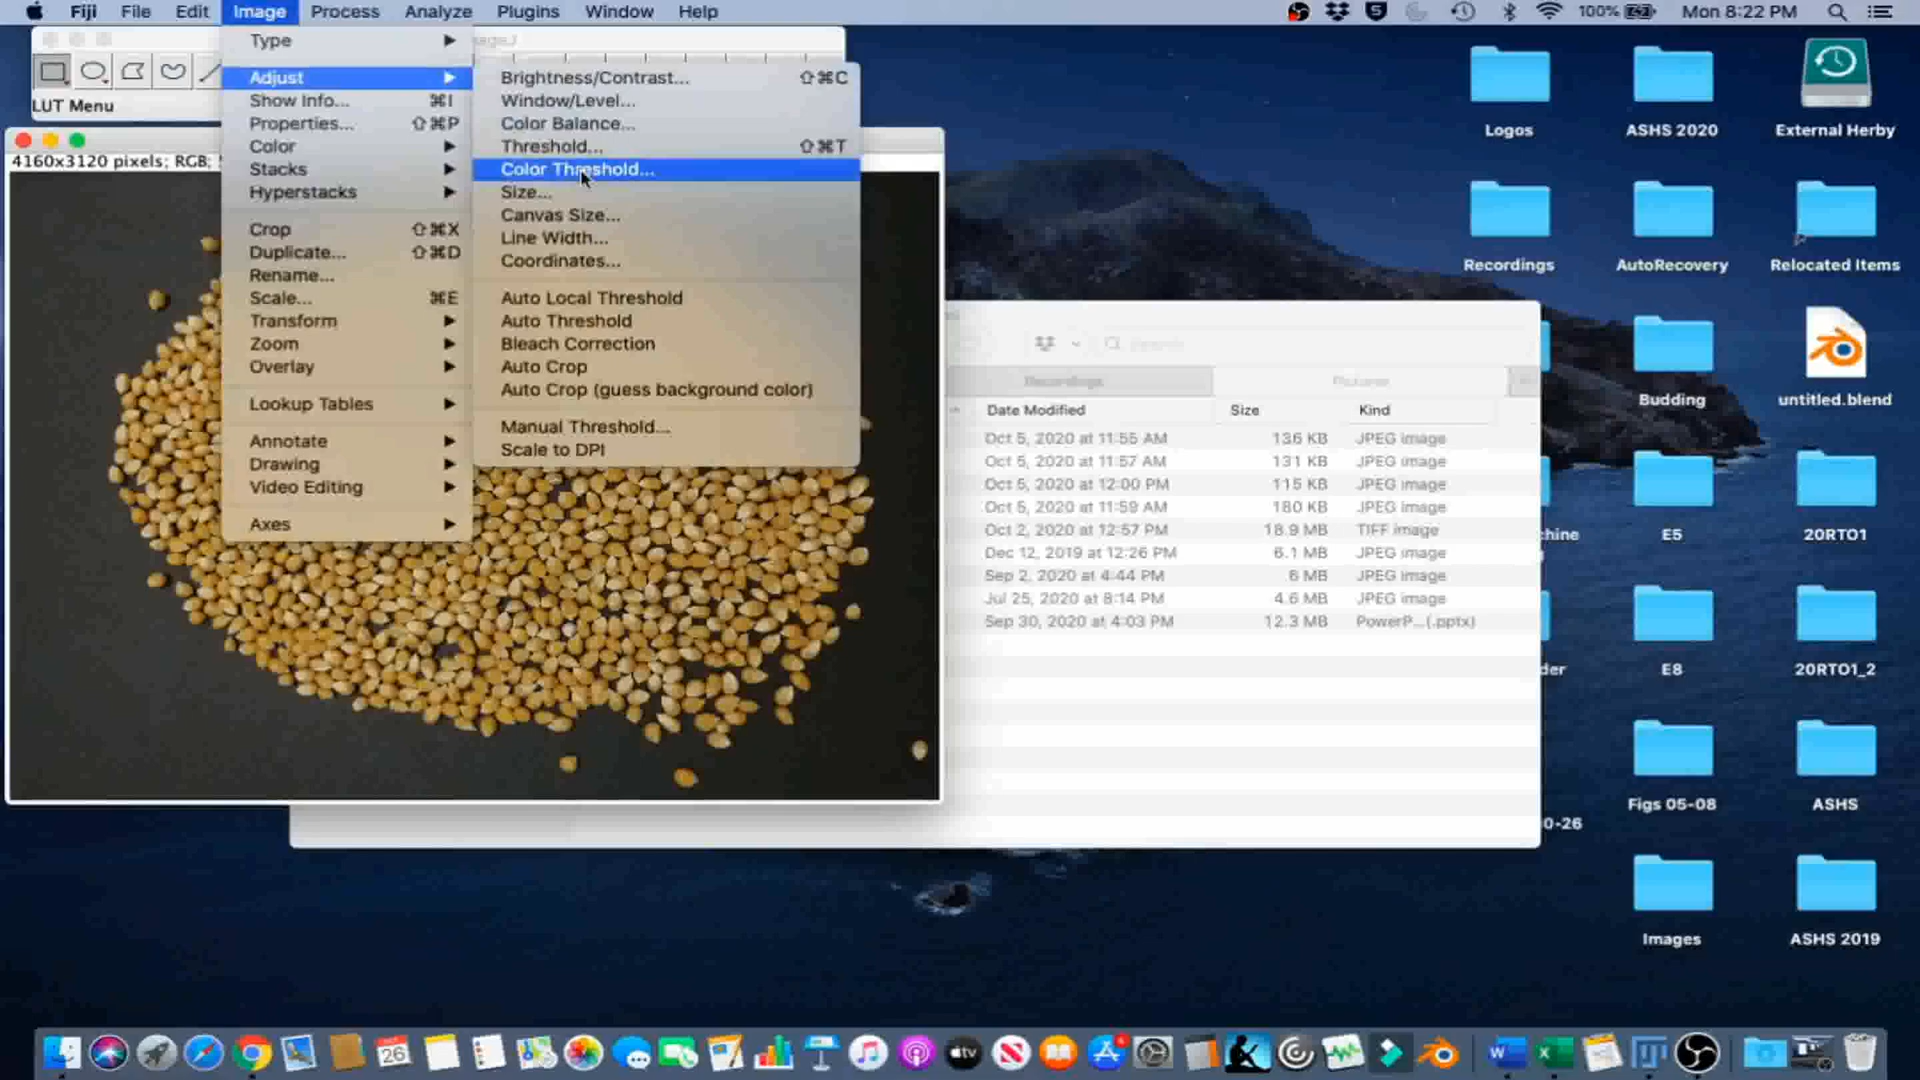 Fiji File Edit Image Process Analyze Plugins Window Help 100% Mon 8:22 PM
Type
Adjust
Show Info... ⌘I
Properties... ⇧⌘P
Color
Stacks
Hyperstacks
Crop ⇧⌘X
Duplicate... ⇧⌘D
Rename...
Scale... ⌘E
Transform
Zoom
Overlay
Lookup Tables
Annotate
Drawing
Video Editing
Axes
Brightness/Contrast... ⇧⌘C
Window/Level...
Color Balance...
Threshold... ⇧⌘T
Color Threshold...
Size...
Canvas Size...
Line Width...
Coordinates...
Auto Local Threshold
Auto Threshold
Bleach Correction
Auto Crop
Auto Crop (guess background color)
Manual Threshold...
Scale to DPI
LUT Menu
4160x3120 pixels; RGB;
Search
Recordings Pictures
Date Modified Size Kind
Oct 5, 2020 at 11:55 AM 136 KB JPEG image
Oct 5, 2020 at 11:57 AM 131 KB JPEG image
Oct 5, 2020 at 12:00 PM 115 KB JPEG image
Oct 5, 2020 at 11:59 AM 180 KB JPEG image
Oct 2, 2020 at 12:57 PM 18.9 MB TIFF image
Dec 12, 2019 at 12:26 PM 6.1 MB JPEG image
Sep 2, 2020 at 4:44 PM 6 MB JPEG image
Jul 25, 2020 at 8:14 PM 4.6 MB JPEG image
Sep 30, 2020 at 4:03 PM 12.3 MB PowerP...(.pptx)
Logos ASHS 2020 External Herby
Recordings AutoRecovery Relocated Items
Budding untitled.blend
chine E5 20RTO1
der E8 20RTO1_2
Figs 05-08 ASHS
0-26
Images ASHS 2019
26
tv